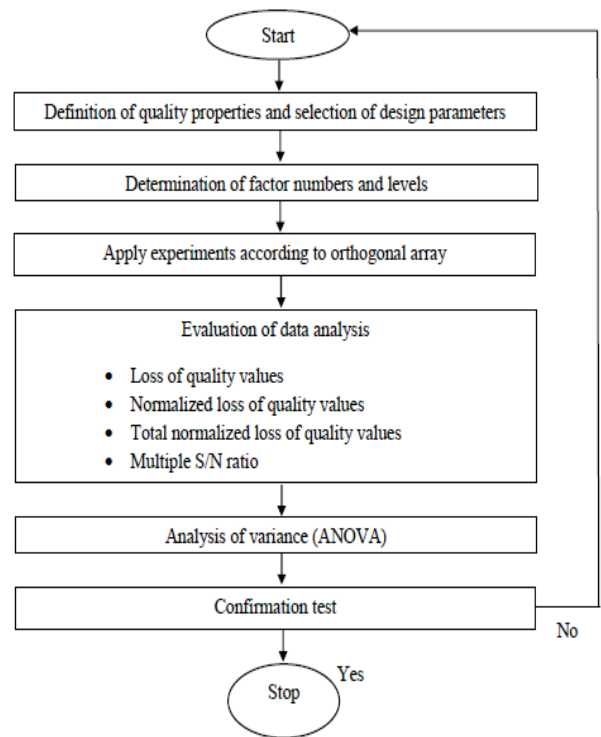 Start
Definition of quality properties and selection of design parameters
Determination of factor numbers and levels
Apply experiments according to orthogonal array
Evaluation of data analysis
• Loss of quality values
• Normalized loss of quality values
• Total normalized loss of quality values
• Multiple S/N ratio
Analysis of variance (ANOVA)
Confirmation test
No
Yes
Stop